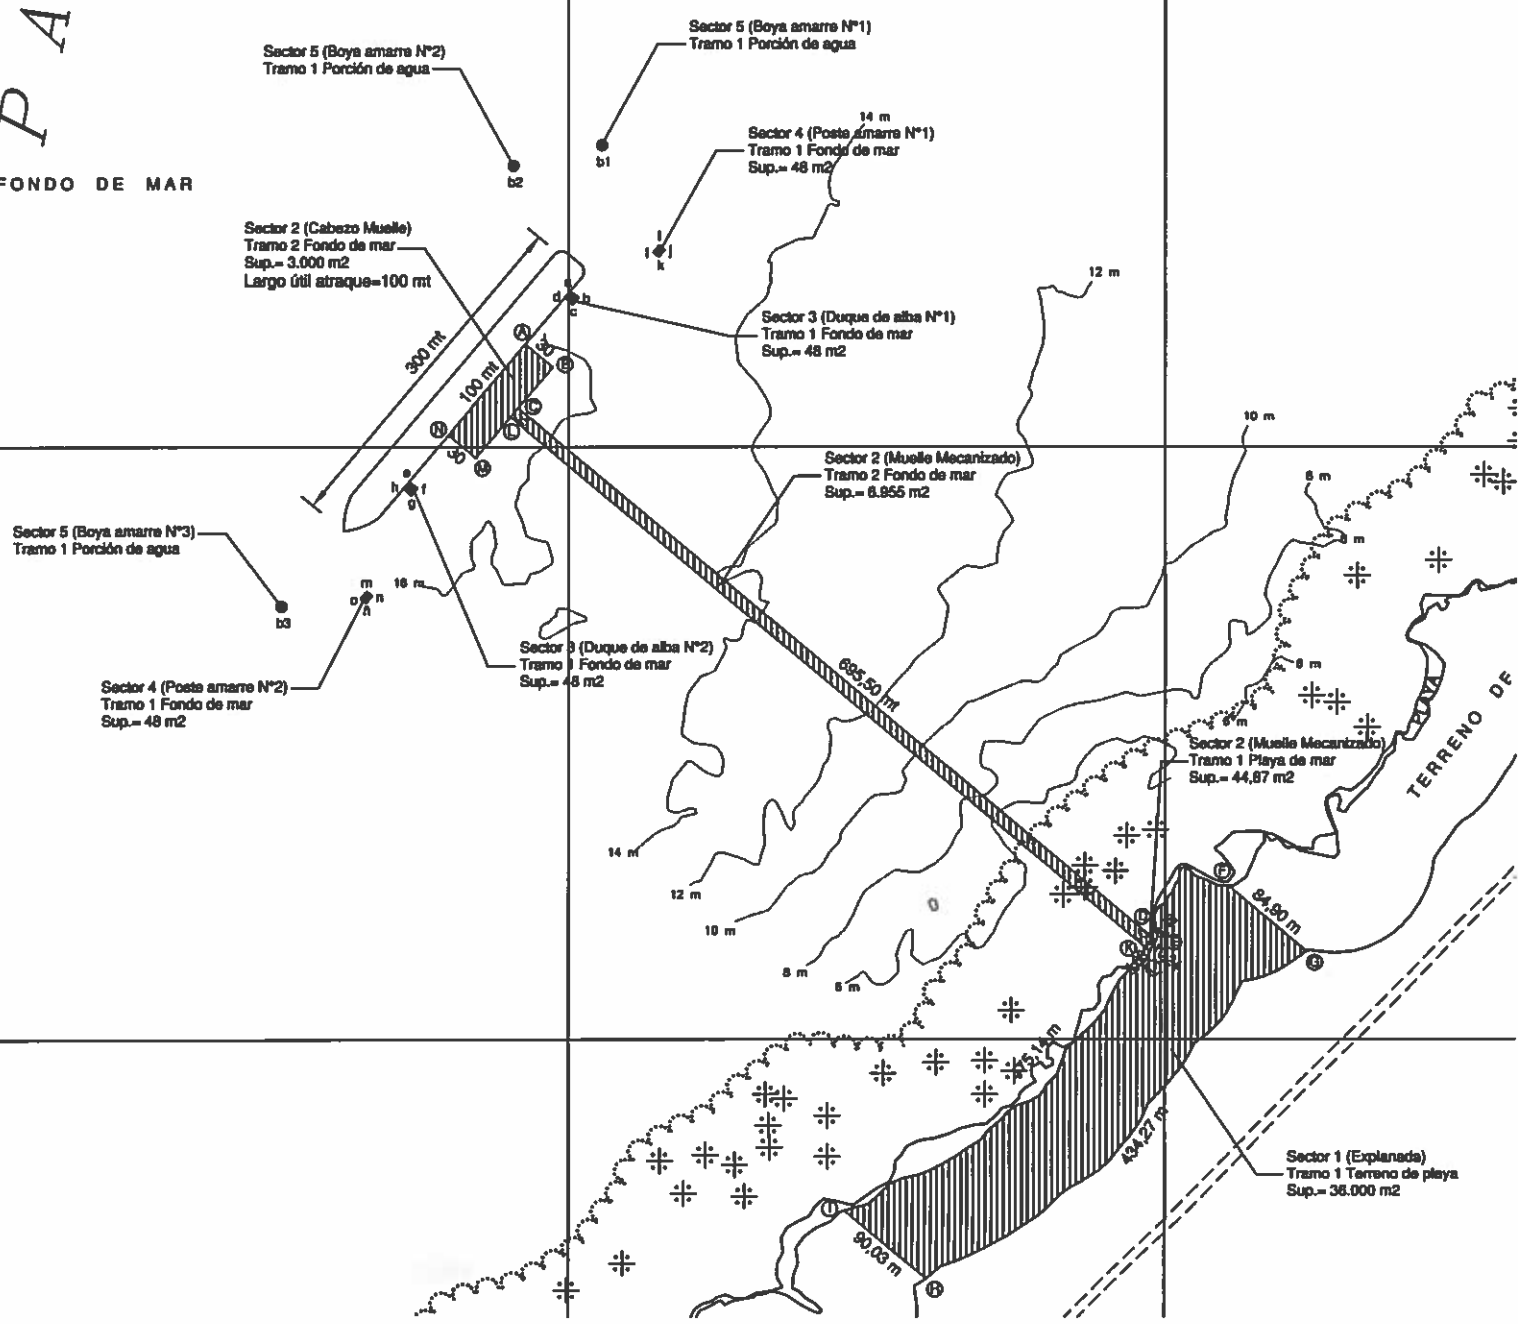 P A
FONDO DE MAR
Sector 5 (Boya amarre N°2)
Tramo 1 Porción de agua
Sector 5 (Boya amarre N°1)
Tramo 1 Porción de agua
b2
b1
14 m
Sector 4 (Poste amarre N°1)
Tramo 1 Fondo de mar
Sup.= 48 m2
l
i j
k
Sector 2 (Cabezo Muelle)
Tramo 2 Fondo de mar
Sup.= 3.000 m2
Largo útil atraque=100 mt
12 m
d b
c
Sector 3 (Duque de alba N°1)
Tramo 1 Fondo de mar
Sup.= 48 m2
300 mt
100 mt
A
30
B
C
L
N
30
M
10 m
Sector 2 (Muelle Mecanizado)
Tramo 2 Fondo de mar
Sup.= 6.955 m2
e
h f
g
8 m
Sector 5 (Boya amarre N°3)
Tramo 1 Porción de agua
b3
m
o n
ñ
16 m
Sector 3 (Duque de alba N°2)
Tramo 1 Fondo de mar
Sup.= 48 m2
Sector 4 (Poste amarre N°2)
Tramo 1 Fondo de mar
Sup.= 48 m2
695,50 mt
6 m
PLAYA
TERRENO DE
Sector 2 (Muelle Mecanizado)
Tramo 1 Playa de mar
Sup.= 44,87 m2
14 m
12 m
10 m
8 m
6 m
F
84,90 m
G
D
K
434,27 m
Sector 1 (Explanada)
Tramo 1 Terreno de playa
Sup.= 36.000 m2
I
90,03 m
H